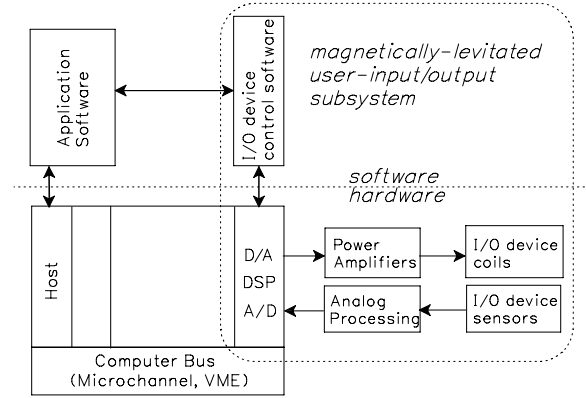 Application
Software
I/O device
control software
magnetically-levitated
user-input/output
subsystem
software
hardware
Host
D/A
DSP
A/D
Power
Amplifiers
I/O device
coils
Analog
Processing
I/O device
sensors
Computer Bus
(Microchannel, VME)